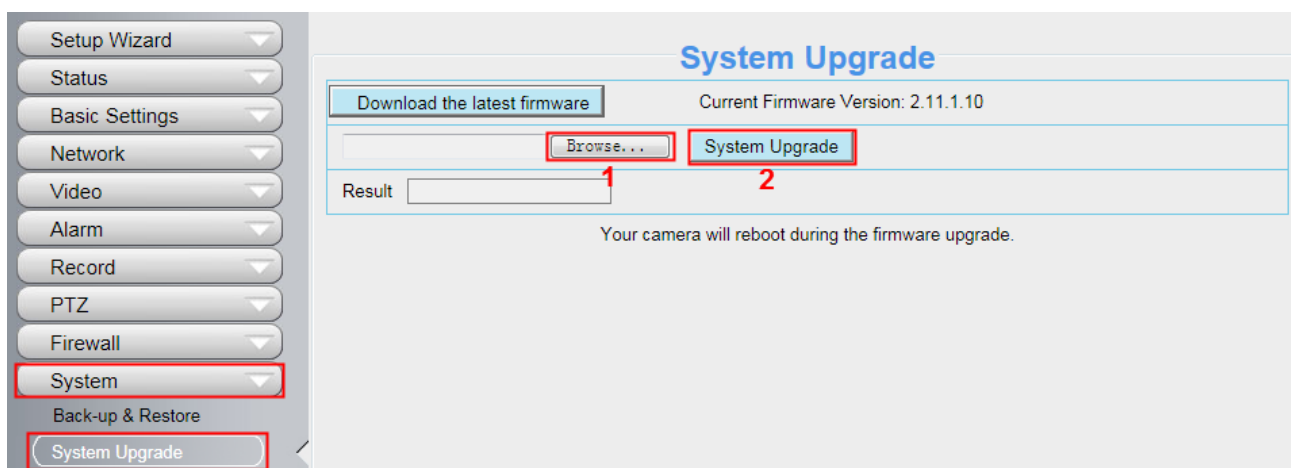 Setup Wizard
Status
Basic Settings
Network
Video
Alarm
Record
PTZ
Firewall
System
Back-up & Restore
System Upgrade
System Upgrade
Download the latest firmware Current Firmware Version: 2.11.1.10
Browse... System Upgrade
1 2
Result
Your camera will reboot during the firmware upgrade.